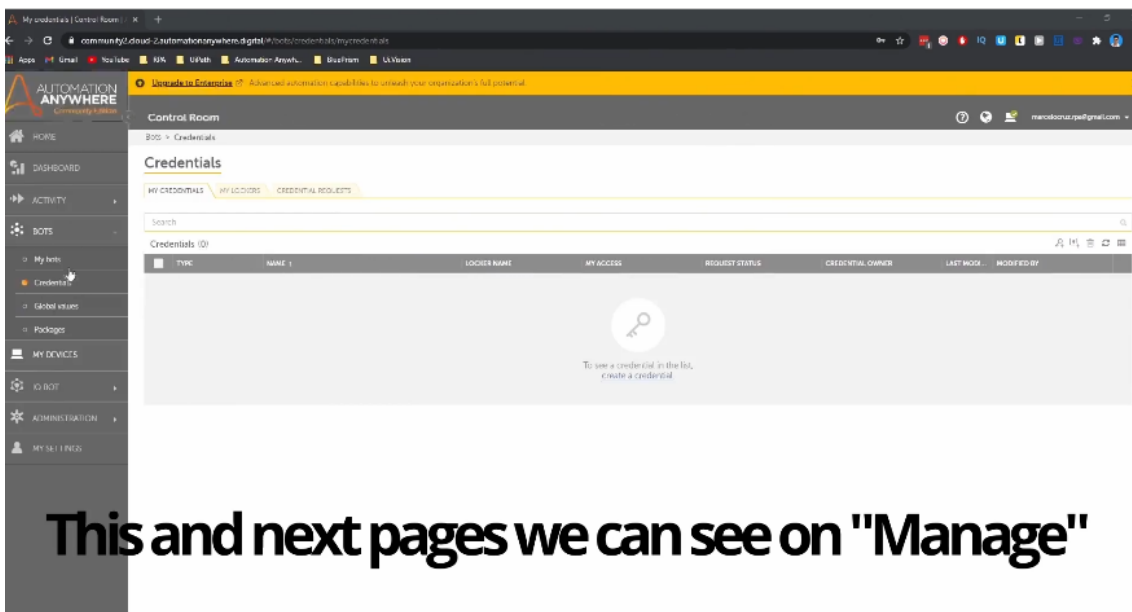 My credentials | Control Room |
community2.cloud-2.automationanywhere.digital/#/bots/credentials/mycredentials
Apps Gmail YouTube RPA UiPath Automation Anywh... BluePrism UiVision
AUTOMATION
ANYWHERE
Community Edition
Upgrade to Enterprise Advanced automation capabilities to unleash your organization's full potential.
Control Room
marcelocruz.rpa@gmail.com
HOME
DASHBOARD
ACTIVITY
BOTS
My bots
Credentials
Global values
Packages
MY DEVICES
IQ BOT
ADMINISTRATION
MY SETTINGS
Bots > Credentials
Credentials
MY CREDENTIALS MY LOCKERS CREDENTIAL REQUESTS
Search
Credentials (0)
TYPE NAME LOCKER NAME MY ACCESS REQUEST STATUS CREDENTIAL OWNER LAST MODI... MODIFIED BY
To see a credential in the list,
create a credential
This and next pages we can see on "Manage"